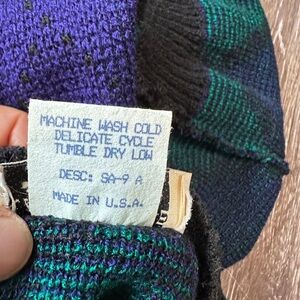 MACHINE WASH COLD
DELICATE CYCLE
TUMBLE DRY LOW
DESC: SA-9 A
MADE IN U.S.A.